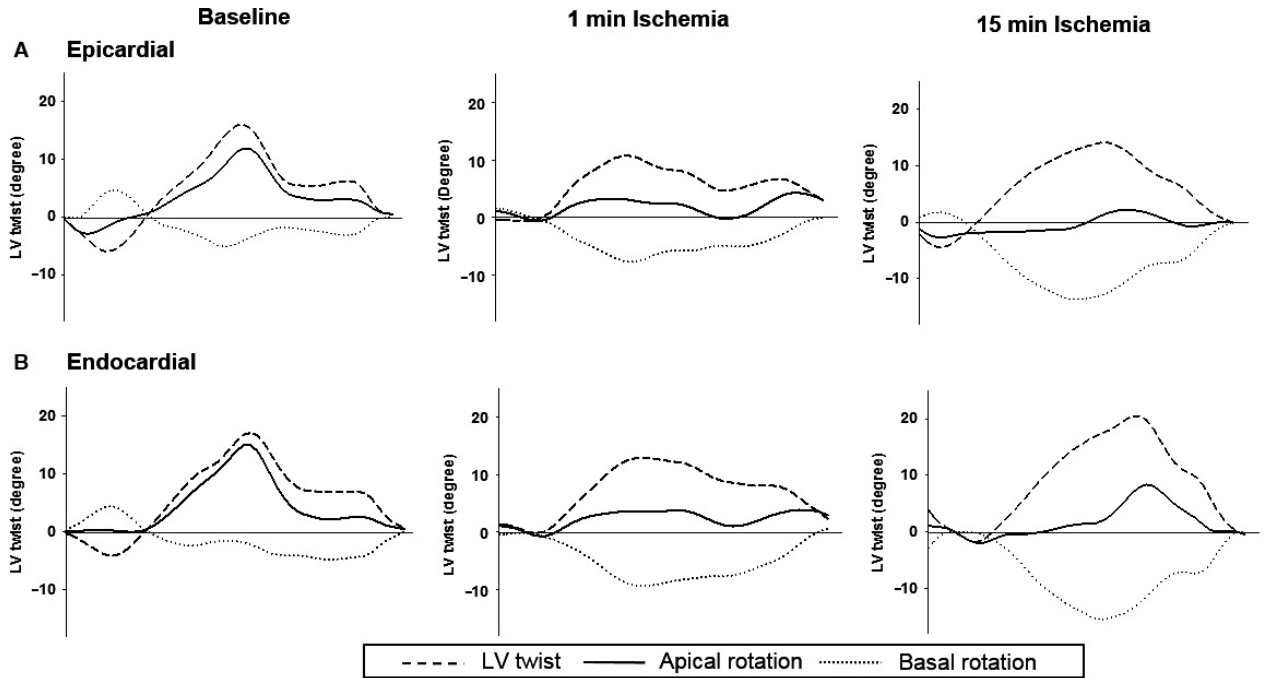 Baseline
1 min Ischemia
15 min Ischemia
A Epicardial
LV twist (degree)
20
10
0
−10
LV twist (Degree)
20
10
0
−10
LV twist (degree)
20
10
0
−10
B Endocardial
LV twist (degree)
20
10
0
−10
LV twist (degree)
20
10
0
−10
LV twist (degree)
20
10
0
−10
LV twist Apical rotation Basal rotation